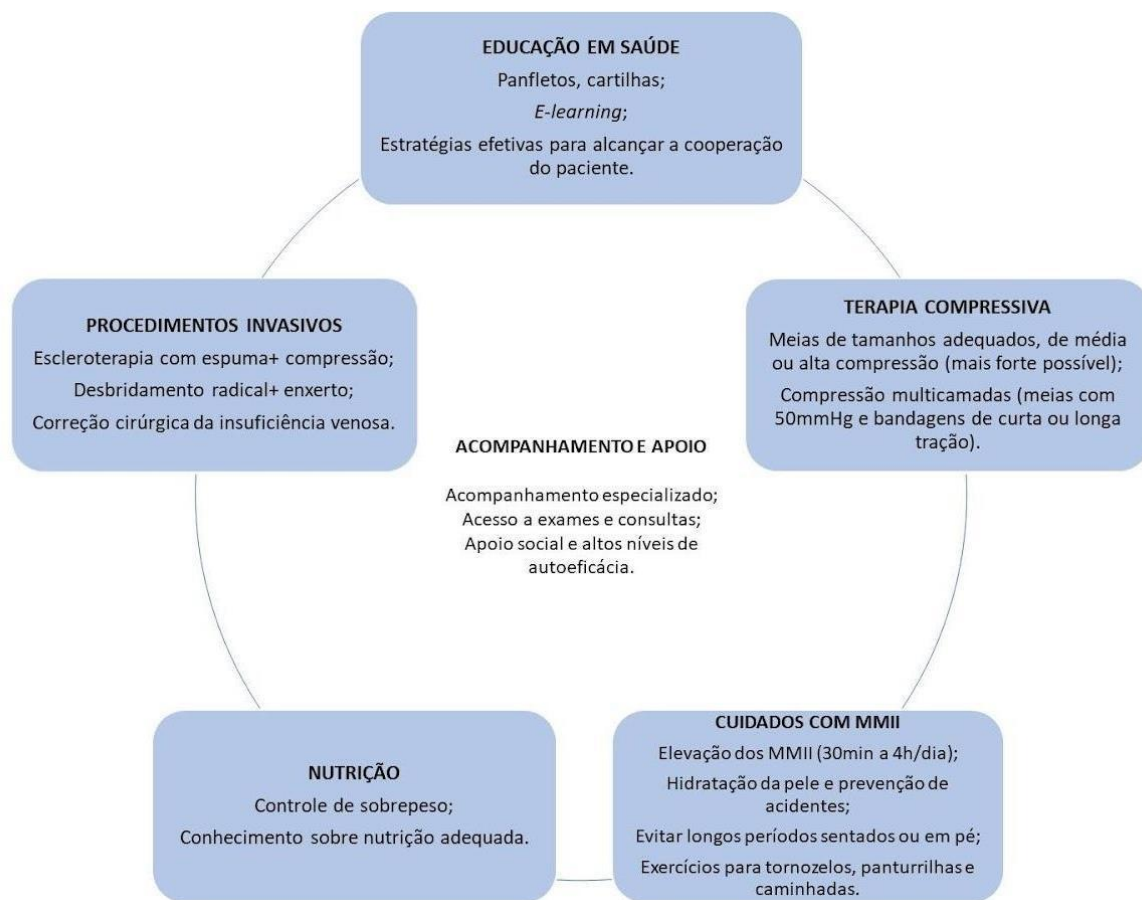 EDUCAÇÃO EM SAÚDE
Panfletos, cartilhas;
E-learning;
Estratégias efetivas para alcançar a cooperação
do paciente.
PROCEDIMENTOS INVASIVOS
Escleroterapia com espuma+ compressão;
Desbridamento radical+ enxerto;
Correção cirúrgica da insuficiência venosa.
TERAPIA COMPRESSIVA
Meias de tamanhos adequados, de média
ou alta compressão (mais forte possível);
Compressão multicamadas (meias com
50mmHg e bandagens de curta ou longa
tração).
ACOMPANHAMENTO E APOIO
Acompanhamento especializado;
Acesso a exames e consultas;
Apoio social e altos níveis de
autoeficácia.
NUTRIÇÃO
Controle de sobrepeso;
Conhecimento sobre nutrição adequada.
CUIDADOS COM MMII
Elevação dos MMII (30min a 4h/dia);
Hidratação da pele e prevenção de
acidentes;
Evitar longos períodos sentados ou em pé;
Exercícios para tornozelos, panturrilhas e
caminhadas.